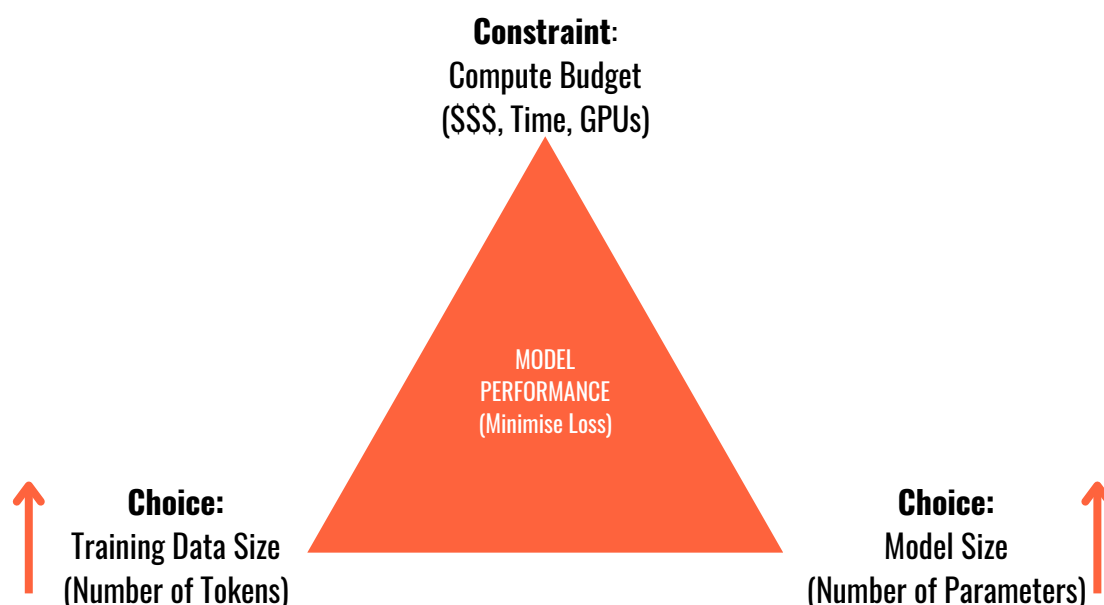 Constraint:
Compute Budget
($$$, Time, GPUs)
MODEL
PERFORMANCE
(Minimise Loss)
Choice:
Training Data Size
(Number of Tokens)
Choice:
Model Size
(Number of Parameters)